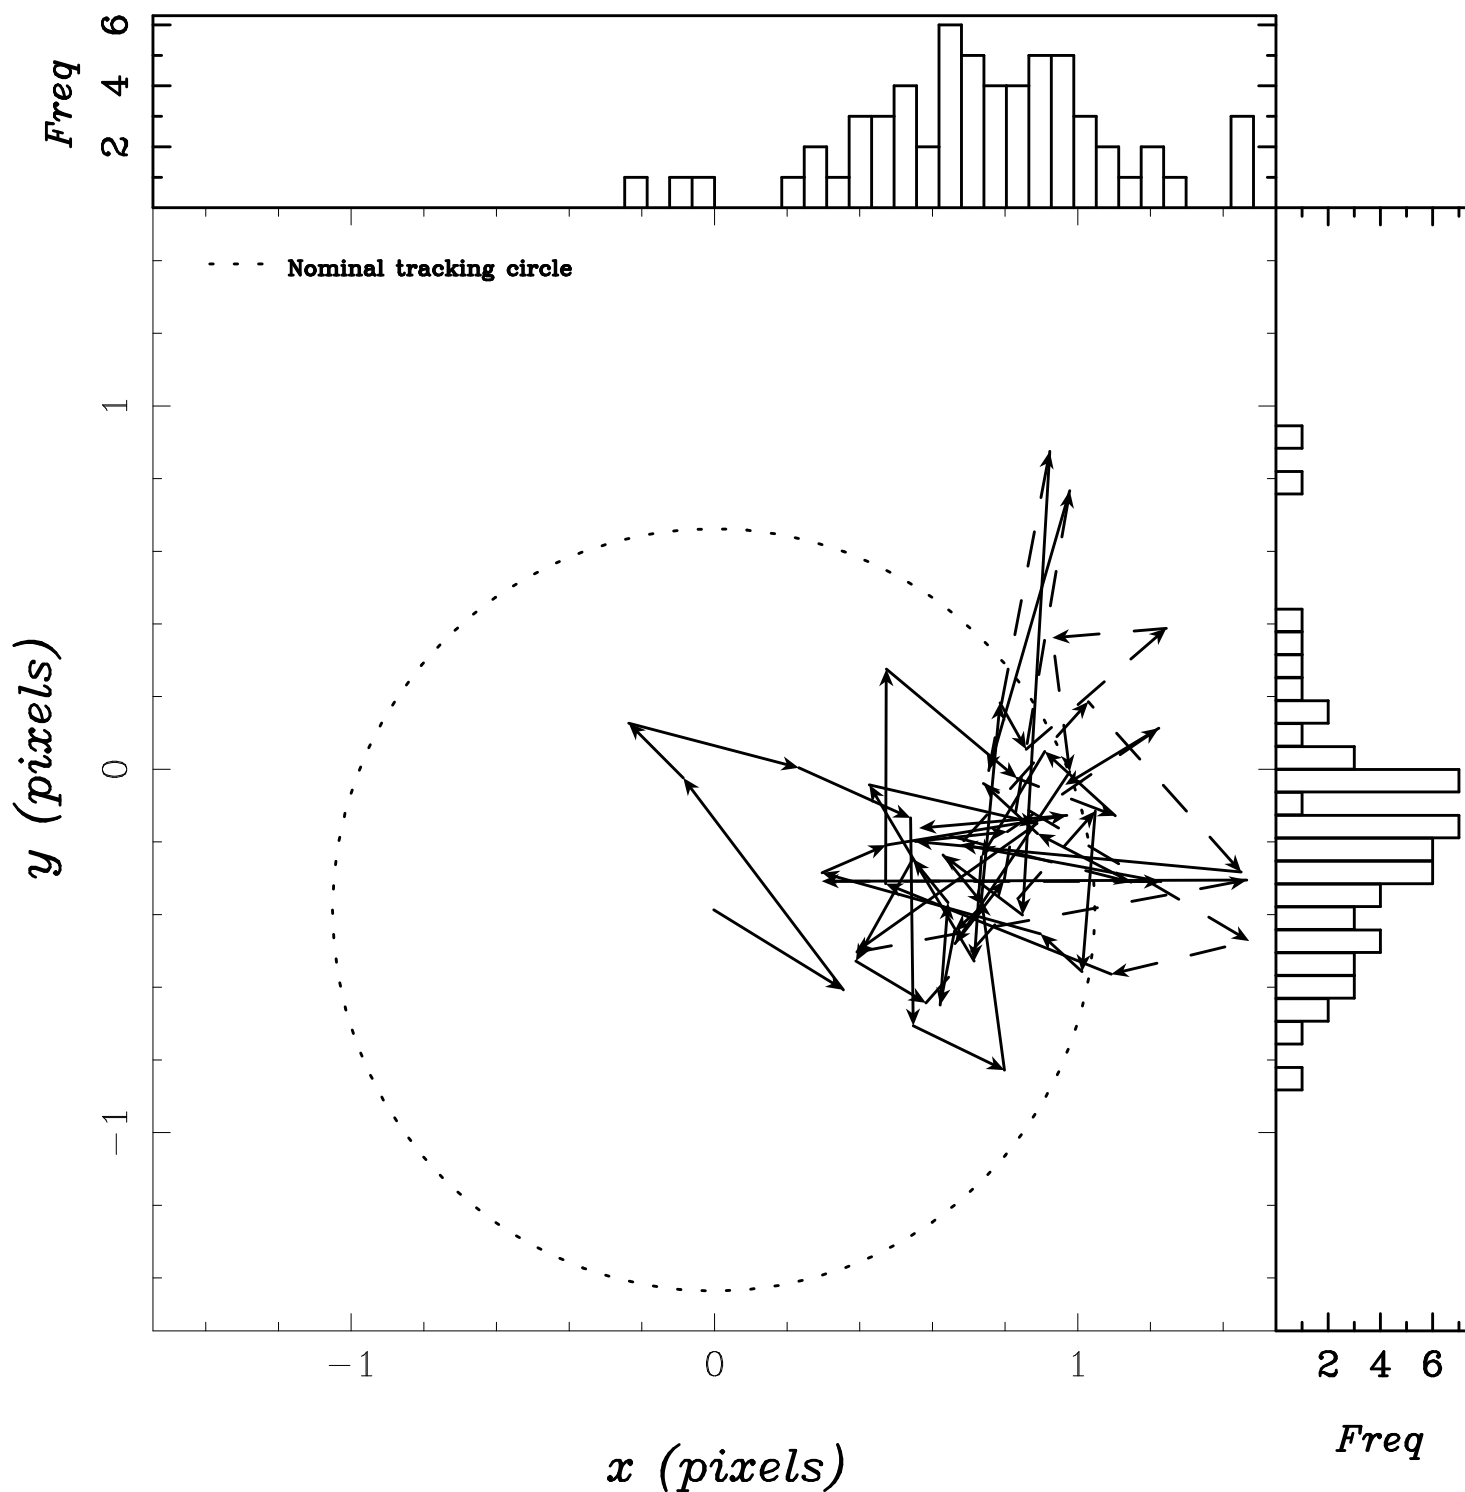 Freq
2 4 6
Nominal tracking circle
y (pixels)
1
0
−1
−1 0 1
x (pixels)
2 4 6
Freq